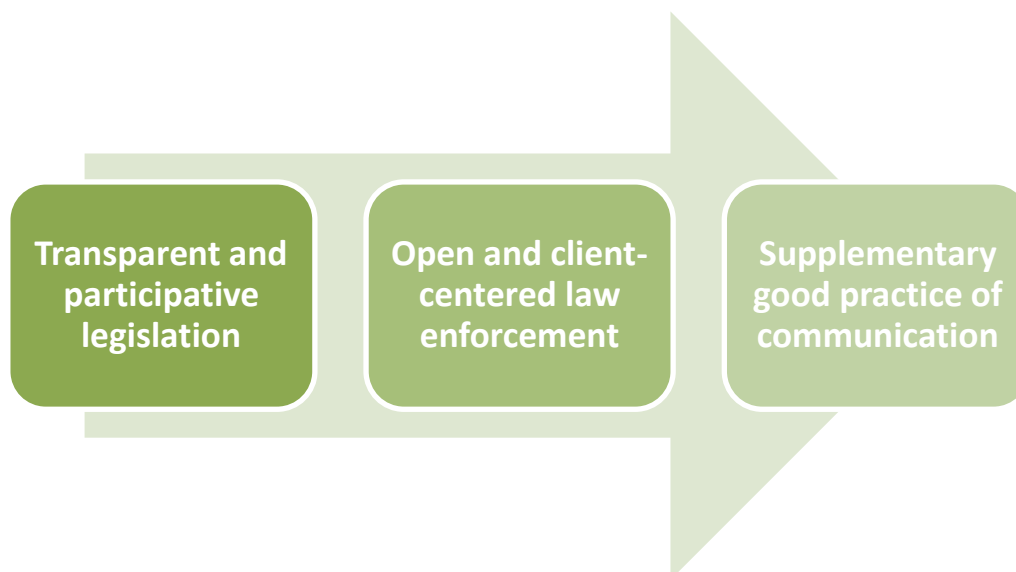 Transparent and
participative
legislation
Open and client-
centered law
enforcement
Supplementary
good practice of
communication